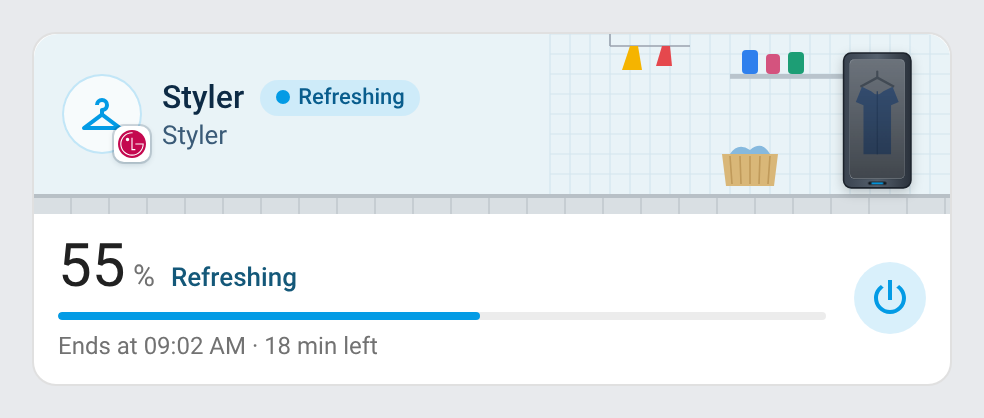 Styler
Refreshing
Styler
55 % Refreshing
Ends at 09:02 AM · 18 min left